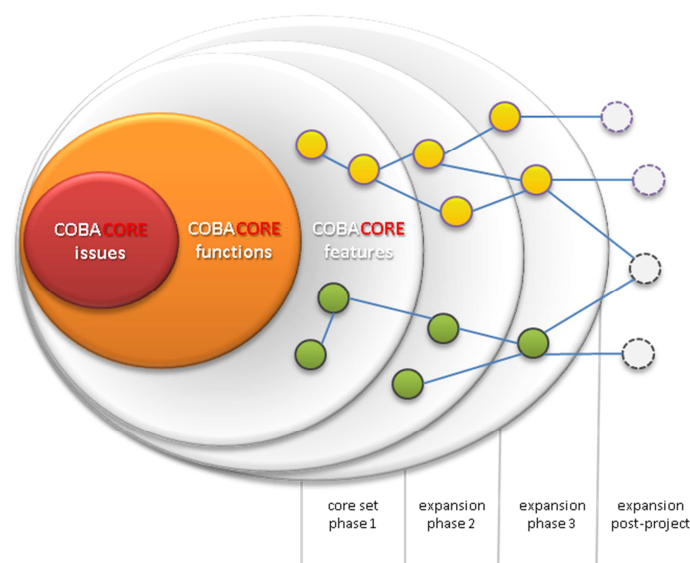 COBACORE
issues
COBACORE
functions
COBACORE
features
core set
phase 1
expansion
phase 2
expansion
phase 3
expansion
post-project